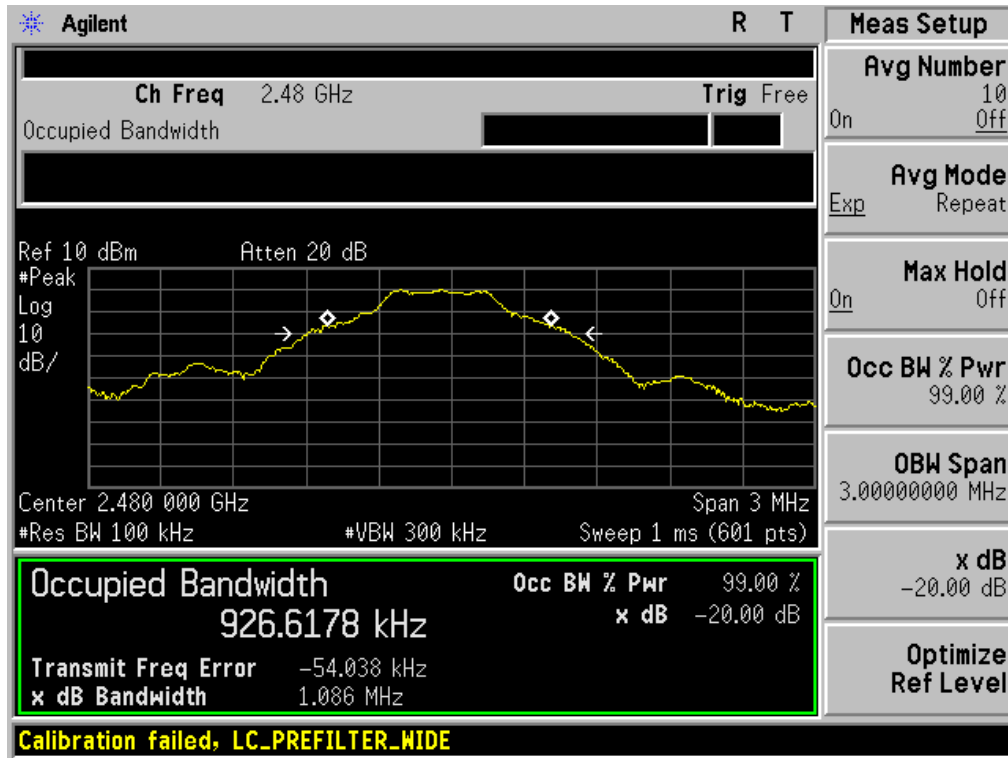 Agilent R T
Ch Freq 2.48 GHz Trig Free
Occupied Bandwidth
Ref 10 dBm Atten 20 dB
#Peak
Log
10
dB/
Center 2.480 000 GHz Span 3 MHz
#Res BW 100 kHz #VBW 300 kHz Sweep 1 ms (601 pts)
Occupied Bandwidth Occ BW % Pwr 99.00 %
926.6178 kHz x dB -20.00 dB
Transmit Freq Error -54.038 kHz
x dB Bandwidth 1.086 MHz
Calibration failed, LC_PREFILTER_WIDE
Meas Setup
Avg Number
10
On Off
Avg Mode
Exp Repeat
Max Hold
On Off
Occ BW % Pwr
99.00 %
OBW Span
3.00000000 MHz
x dB
-20.00 dB
Optimize
Ref Level